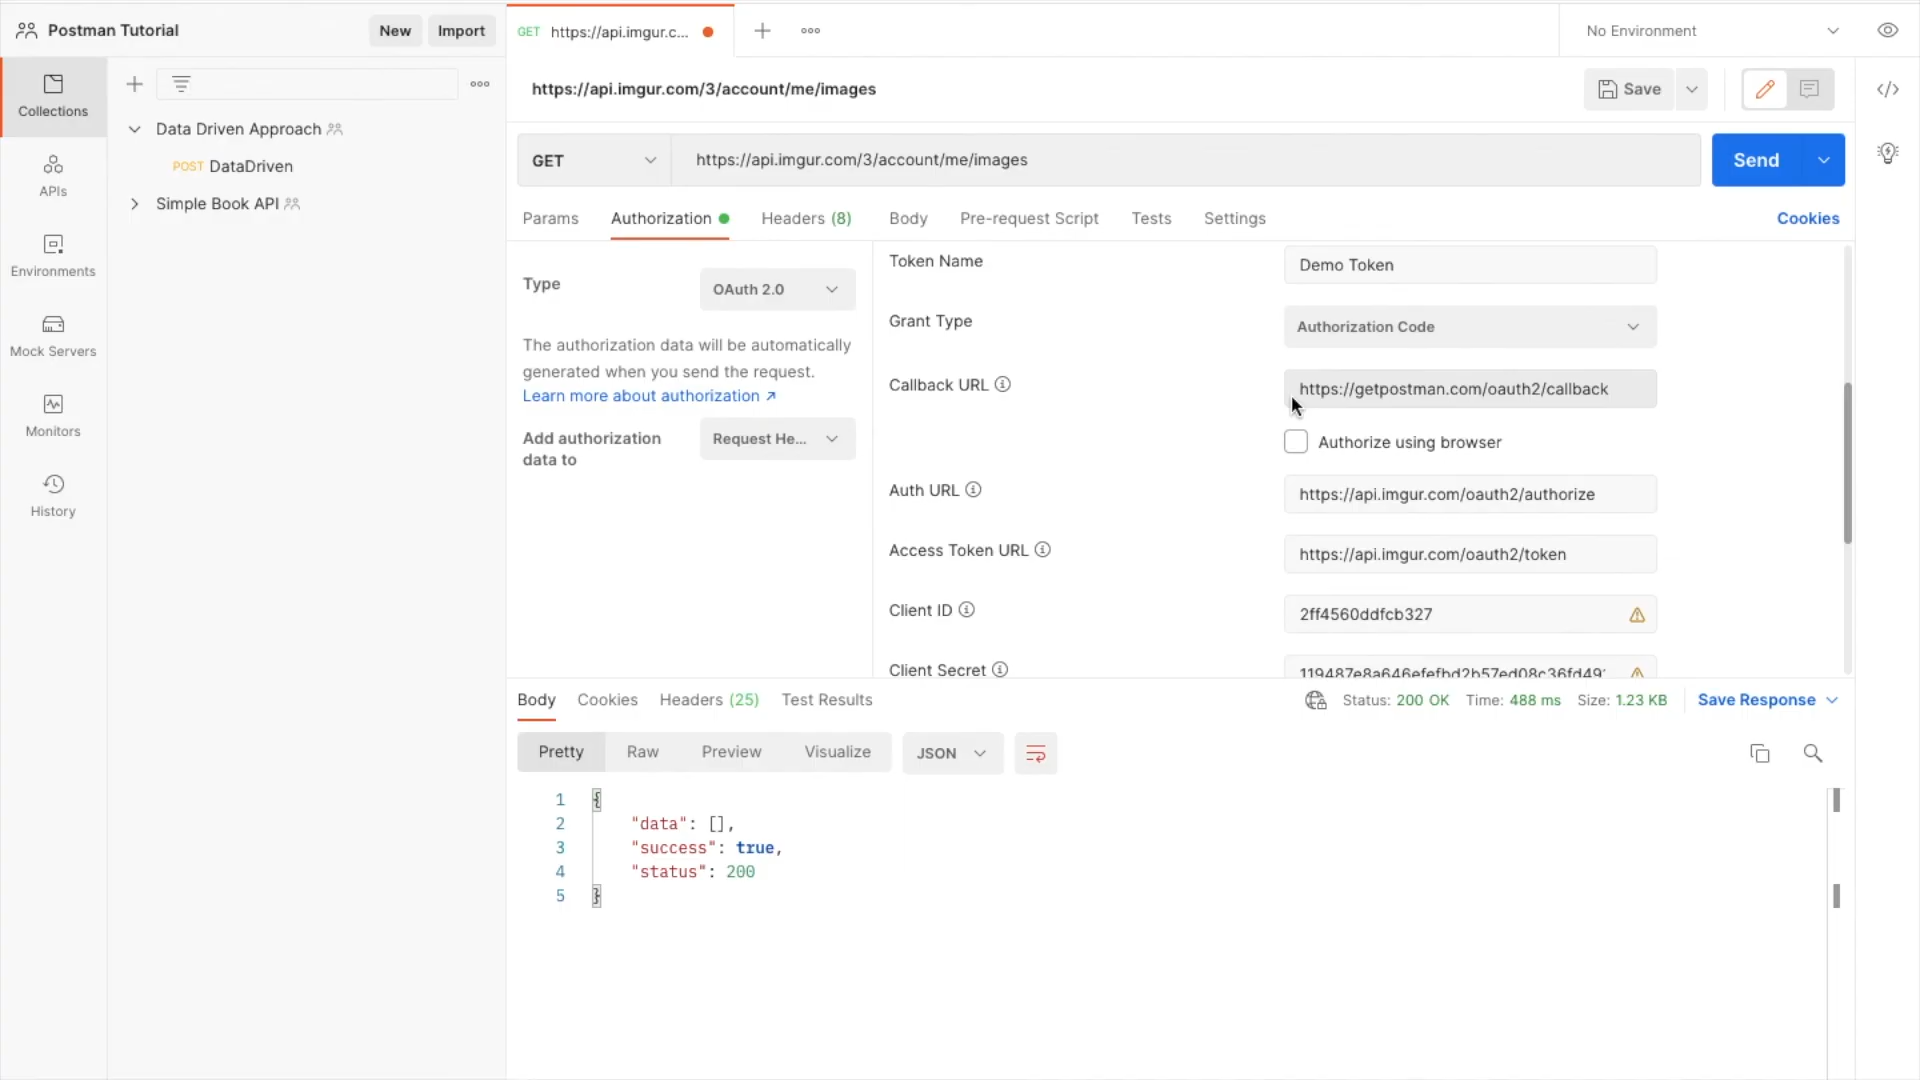 Postman Tutorial
New
Import
GET https://api.imgur.c...
No Environment
Collections
APIs
Environments
Mock Servers
Monitors
History
Data Driven Approach
POST DataDriven
Simple Book API
https://api.imgur.com/3/account/me/images
Save
GET
https://api.imgur.com/3/account/me/images
Send
Params
Authorization
Headers (8)
Body
Pre-request Script
Tests
Settings
Cookies
Type
OAuth 2.0
The authorization data will be automatically
generated when you send the request.
Learn more about authorization ↗
Add authorization
data to
Request He...
Token Name
Demo Token
Grant Type
Authorization Code
Callback URL
https://getpostman.com/oauth2/callback
Authorize using browser
Auth URL
https://api.imgur.com/oauth2/authorize
Access Token URL
https://api.imgur.com/oauth2/token
Client ID
2ff4560ddfcb327
Client Secret
Body
Cookies
Headers (25)
Test Results
Status: 200 OK
Time: 488 ms
Size: 1.23 KB
Save Response
Pretty
Raw
Preview
Visualize
JSON
1 {
2 "data": [],
3 "success": true,
4 "status": 200
5 }